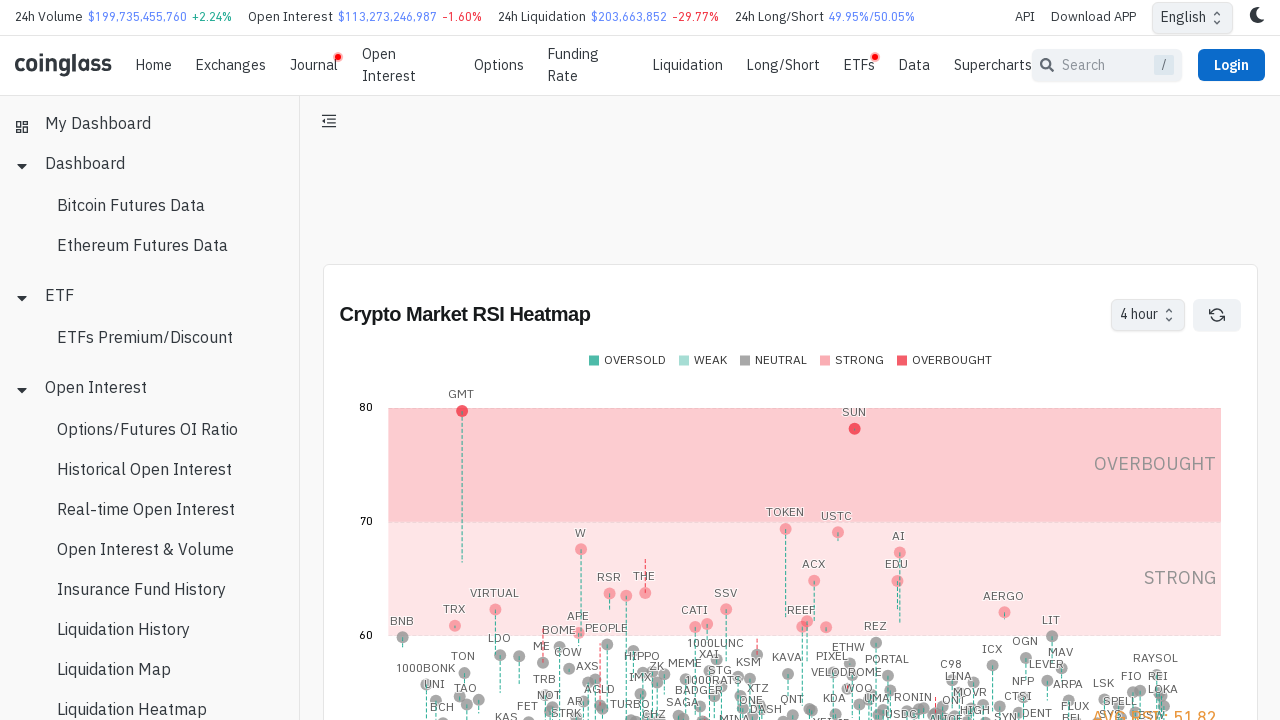 24h Volume $199,735,455,760 +2.24% Open Interest $113,273,246,987 -1.60% 24h Liquidation $203,663,852 -29.77% 24h Long/Short 49.95%/50.05% API Download APP English
coinglass Home Exchanges Journal Open Interest Options Funding Rate Liquidation Long/Short ETFs Data Supercharts Search / Login
My Dashboard
Dashboard
Bitcoin Futures Data
Ethereum Futures Data
ETF
ETFs Premium/Discount
Open Interest
Options/Futures OI Ratio
Historical Open Interest
Real-time Open Interest
Open Interest & Volume
Insurance Fund History
Liquidation History
Liquidation Map
Liquidation Heatmap
Crypto Market RSI Heatmap 4 hour
OVERSOLD WEAK NEUTRAL STRONG OVERBOUGHT
GMT
80
SUN
OVERBOUGHT
TOKEN USTC
70
W AI
ACX EDU
RSR THE STRONG
VIRTUAL SSV AERGO
TRX CATI REEF
BNB APE LIT
BOME PEOPLE REZ
60
LDO 1000LUNC OGN
ME COW ETHW ICX MAV
TON HIPPO XAI KAVA PIXEL PORTAL RAYSOL
1000BONK AXS ZK MEME KSM C98 LEVER
TRB IMX STG VELODROME LINA FIO REI
UNI TAO AGLD 1000RATS XTZ WOO NPP ARPA LSK
NOT BADGER MOVR LOKA
BCH FET AR TURBO SAGA QNT KDA UMA RONIN ONT CTSI SPELL
KAS STRK CHZ DASH USDC HIGH SYN DENT FLUX
51.82